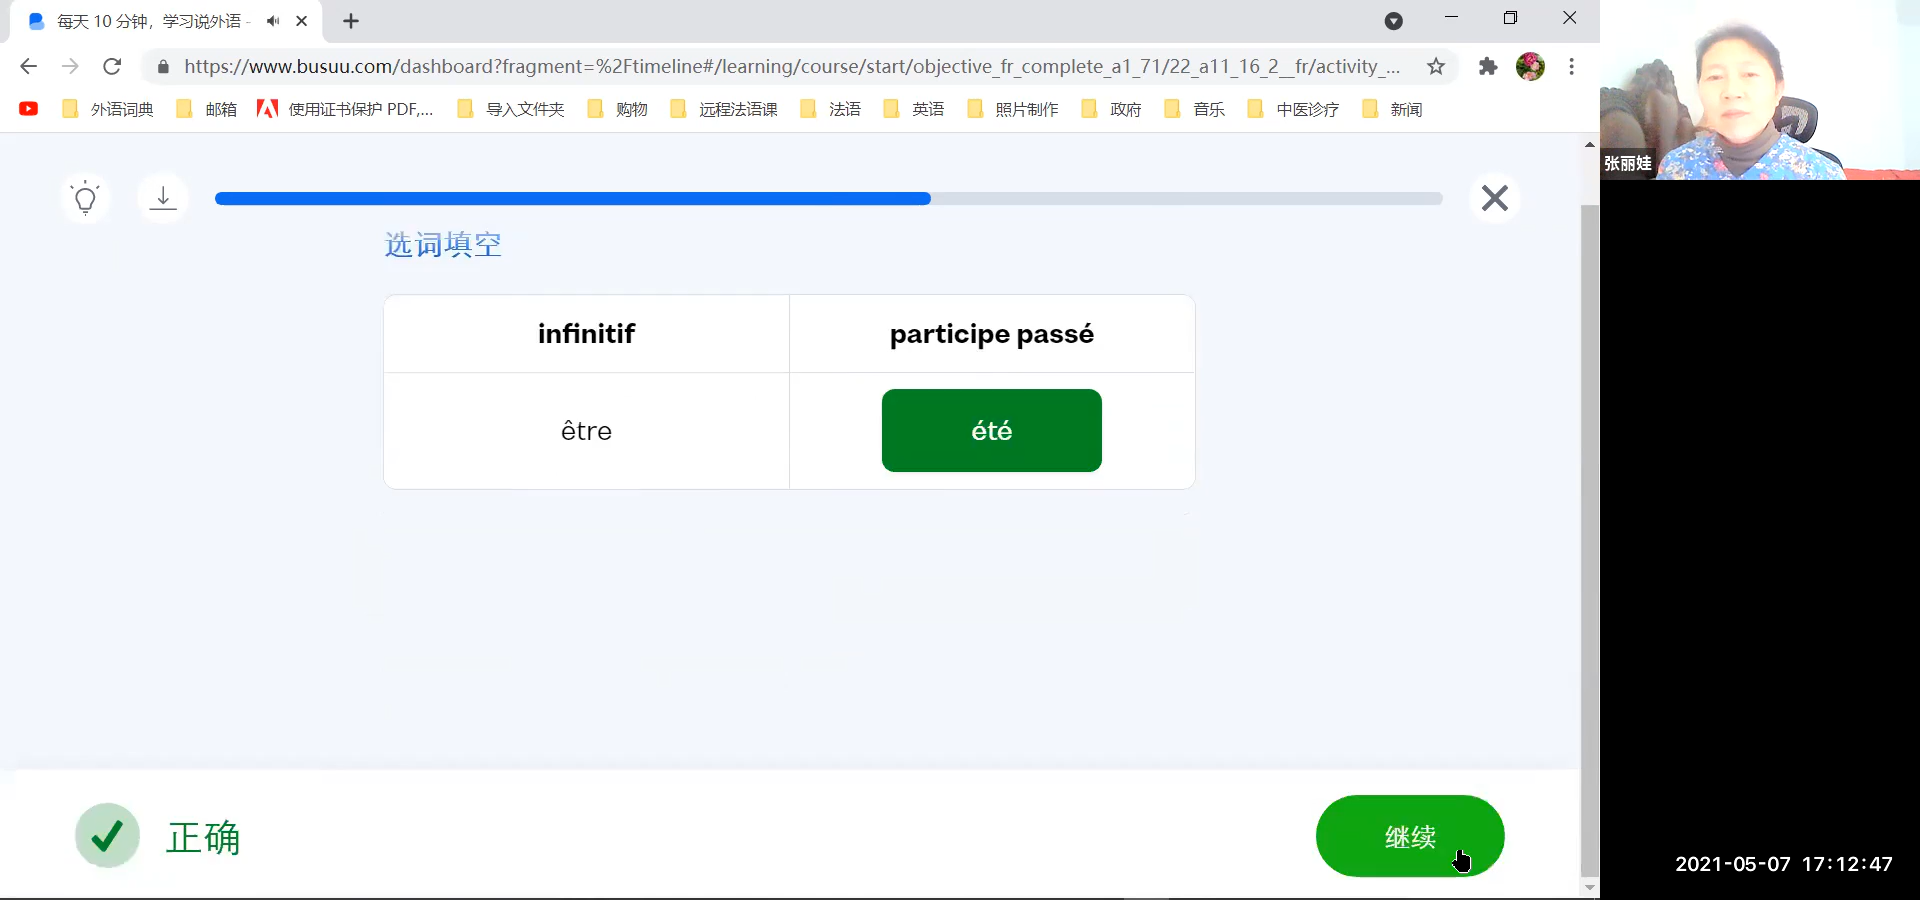 每天 10 分钟，学习说外语 -
https://www.busuu.com/dashboard?fragment=%2Ftimeline#/learning/course/start/objective_fr_complete_a1_71/22_a11_16_2__fr/activity_...
外语词典 邮箱 使用证书保护 PDF,... 导入文件夹 购物 远程法语课 法语 英语 照片制作 政府 音乐 中医诊疗 新闻
张丽娃
选词填空
infinitif participe passé
être été
正确 继续
2021-05-07 17:12:47